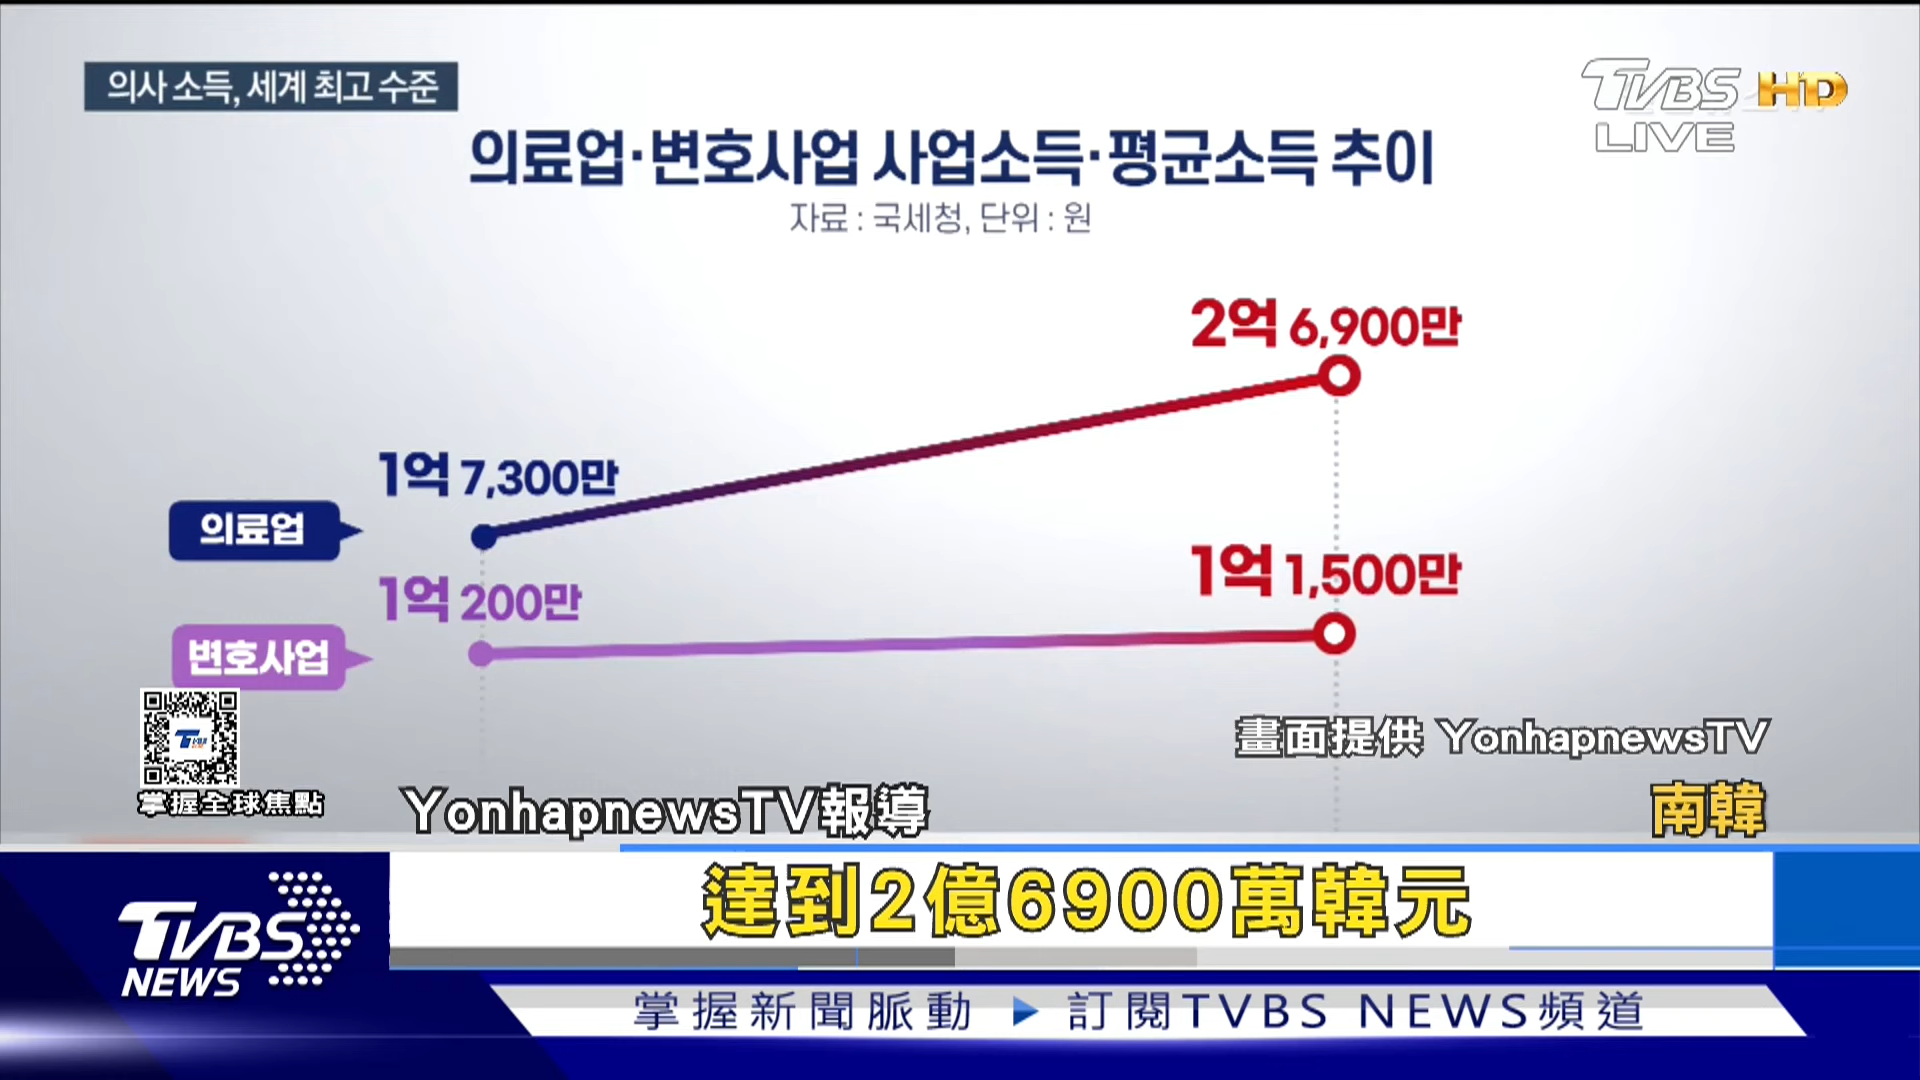 의사 소득, 세계 최고 수준
TVBS HD
LIVE
의료업·변호사업 사업소득·평균소득 추이
자료 : 국세청, 단위 : 원
2억 6,900만
1억 7,300만
의료업
1억 1,500만
1억 200만
변호사업
畫面提供 YonhapnewsTV
掌握全球焦點
YonhapnewsTV報導
南韓
達到2億6900萬韓元
TVBS
NEWS
掌握新聞脈動 ▶ 訂閱TVBS NEWS頻道